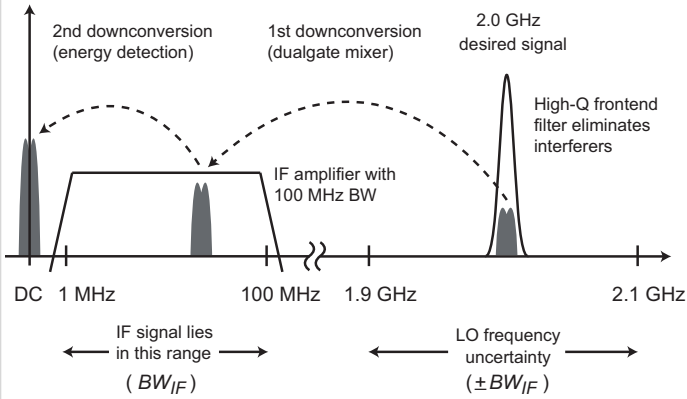 2nd downconversion
(energy detection)
1st downconversion
(dualgate mixer)
2.0 GHz
desired signal
High-Q frontend
filter eliminates
interferers
IF amplifier with
100 MHz BW
DC 1 MHz 100 MHz 1.9 GHz 2.1 GHz
IF signal lies
in this range
( BW_IF )
LO frequency
uncertainty
( ± BW_IF )